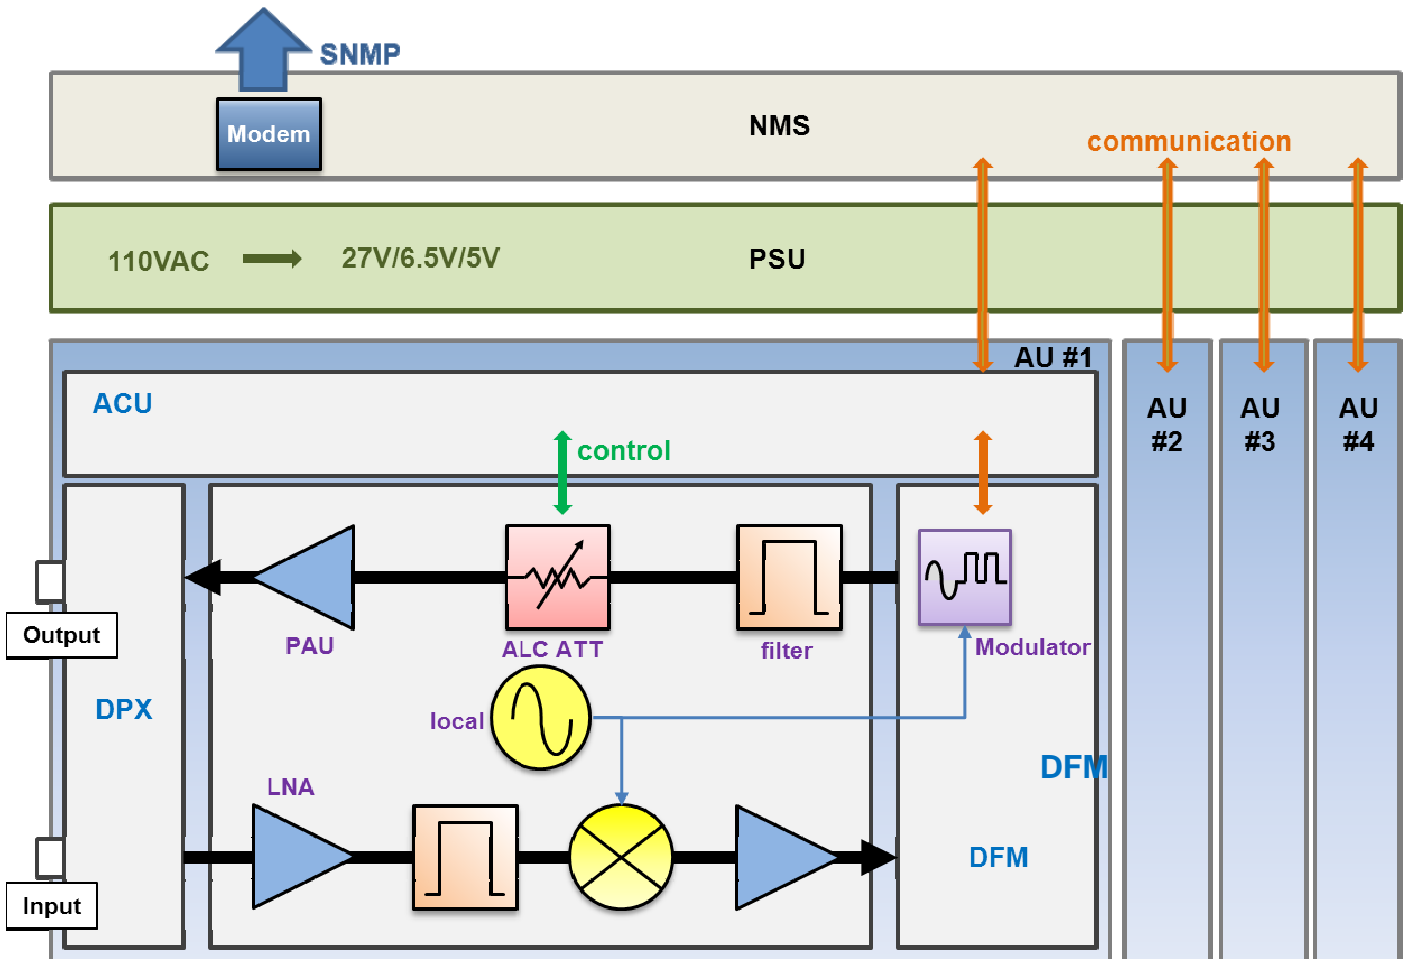 SNMP
Modem
NMS
communication
110VAC
27V/6.5V/5V
PSU
AU #1
ACU
control
AU
#2
AU
#3
AU
#4
Output
PAU
ALC ATT
filter
Modulator
DPX
local
DFM
LNA
DFM
Input